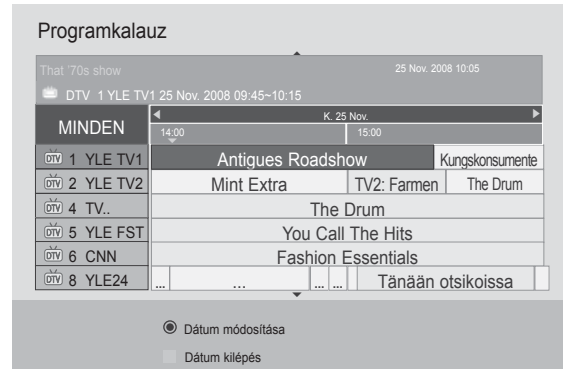 Programkalauz
That '70s show 25 Nov. 2008 10:05
DTV 1 YLE TV1 25 Nov. 2008 09:45~10:15
MINDEN K. 25 Nov.
14:00 15:00
DTV 1 YLE TV1 Antigues Roadshow Kungskonsumente
DTV 2 YLE TV2 Mint Extra TV2: Farmen The Drum
DTV 4 TV.. The Drum
DTV 5 YLE FST You Call The Hits
DTV 6 CNN Fashion Essentials
DTV 8 YLE24 ... ... ... ... Tänään otsikoissa
Dátum módosítása
Dátum kilépés